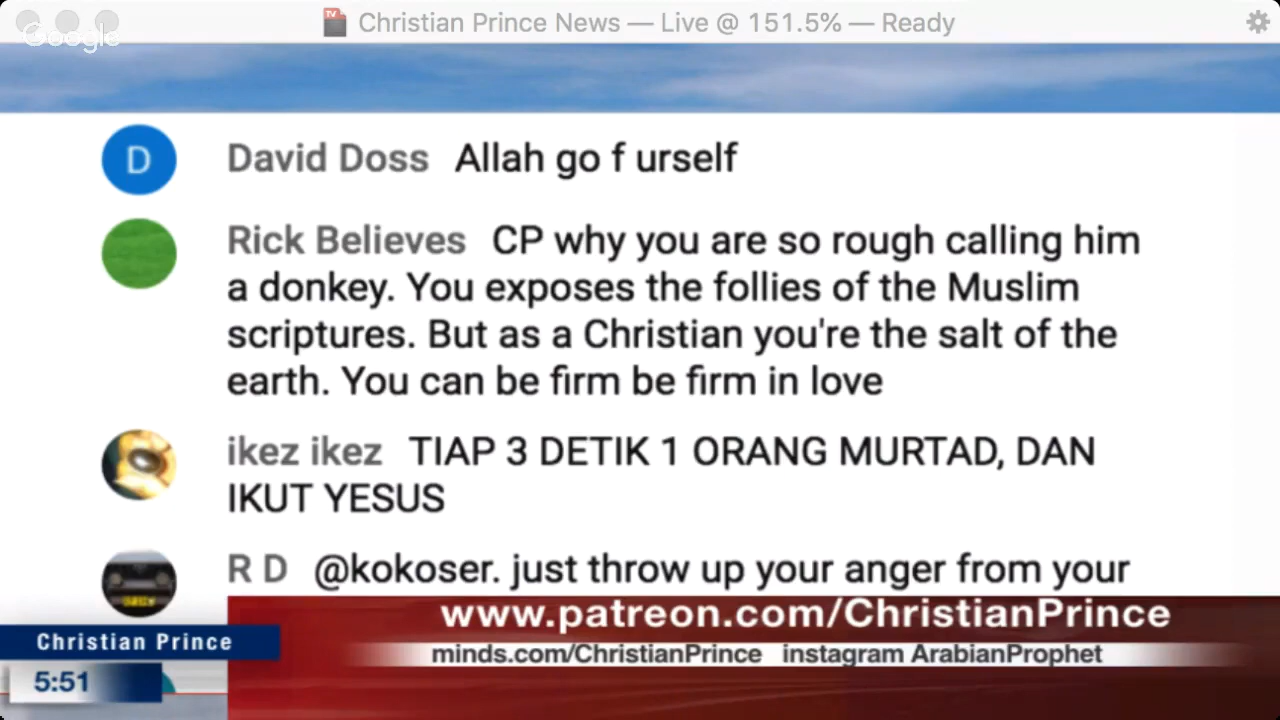 TV
Christian Prince News — Live @ 151.5% — Ready
Google
D
David Doss Allah go f urself
Rick Believes CP why you are so rough calling him
a donkey. You exposes the follies of the Muslim
scriptures. But as a Christian you're the salt of the
earth. You can be firm be firm in love
ikez ikez TIAP 3 DETIK 1 ORANG MURTAD, DAN
IKUT YESUS
R D @kokoser. just throw up your anger from your
www.patreon.com/ChristianPrince
Christian Prince
minds.com/ChristianPrince instagram ArabianProphet
5:51